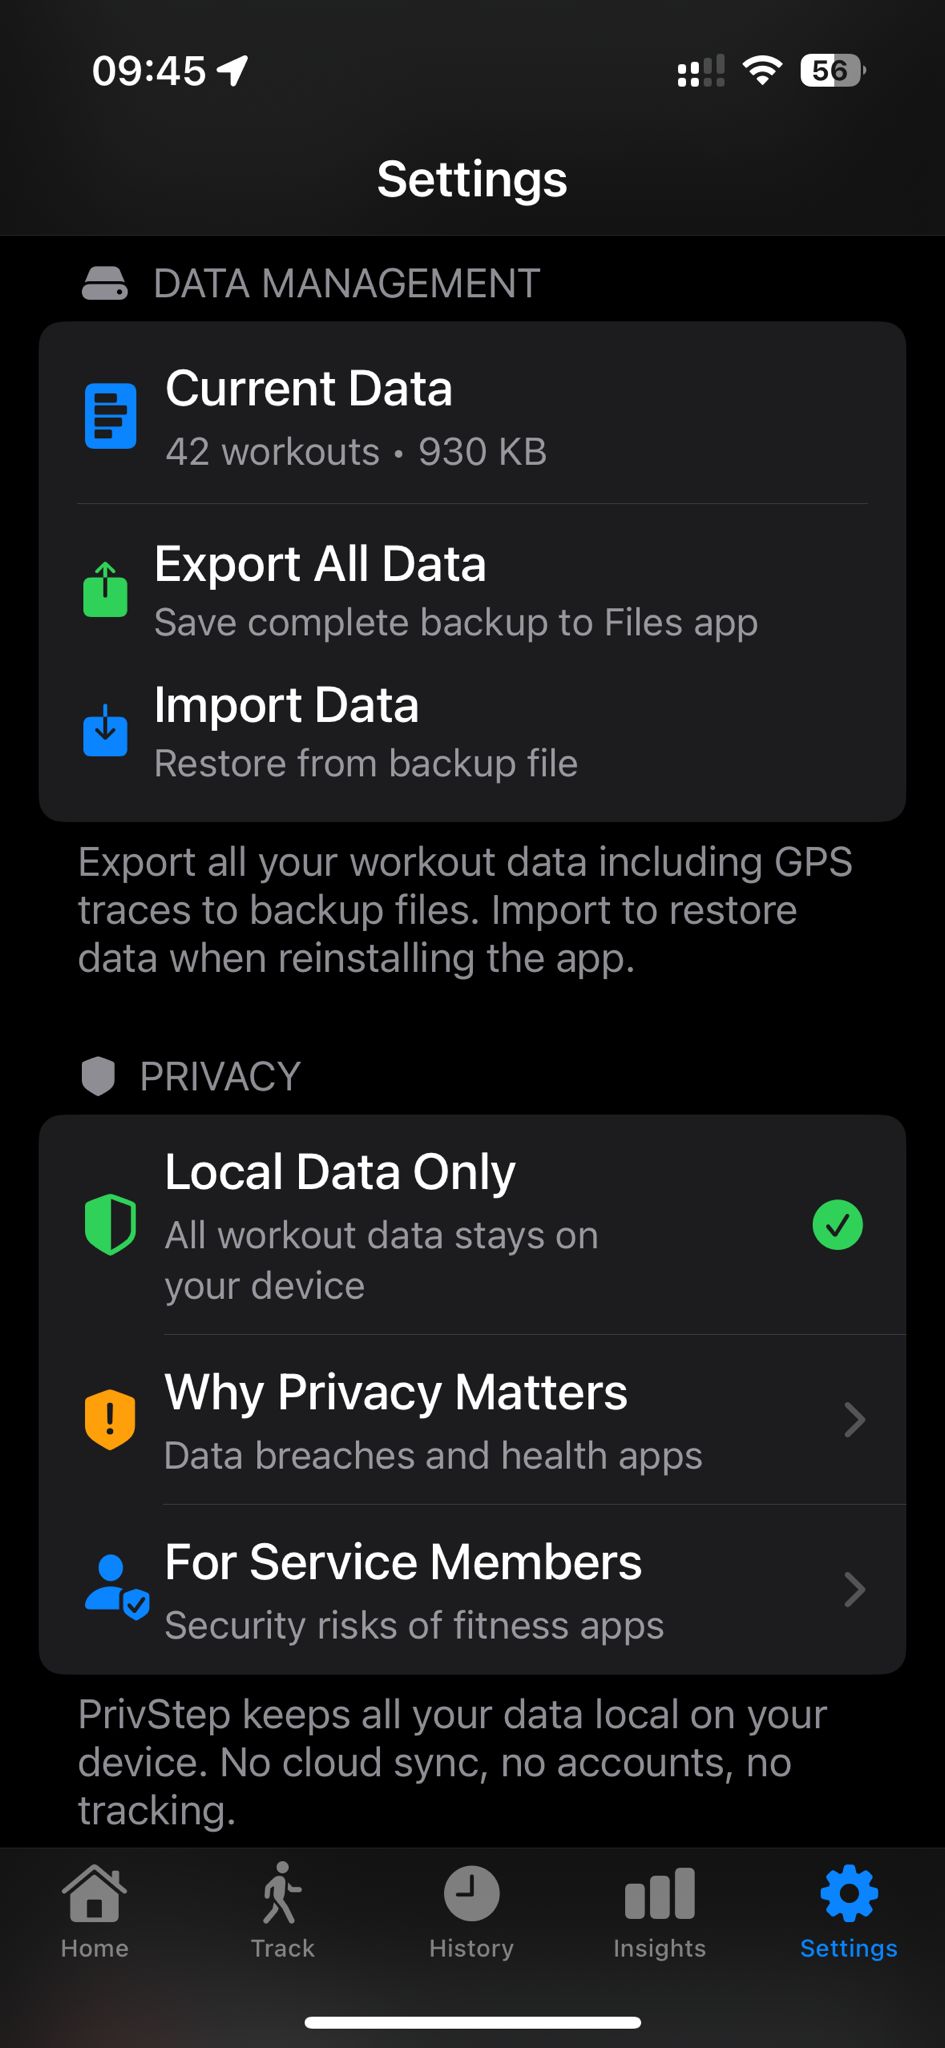 09:45
56
Settings
DATA MANAGEMENT
Current Data
42 workouts • 930 KB
Export All Data
Save complete backup to Files app
Import Data
Restore from backup file
Export all your workout data including GPS
traces to backup files. Import to restore
data when reinstalling the app.
PRIVACY
Local Data Only
All workout data stays on
your device
Why Privacy Matters
Data breaches and health apps
For Service Members
Security risks of fitness apps
PrivStep keeps all your data local on your
device. No cloud sync, no accounts, no
tracking.
Home
Track
History
Insights
Settings